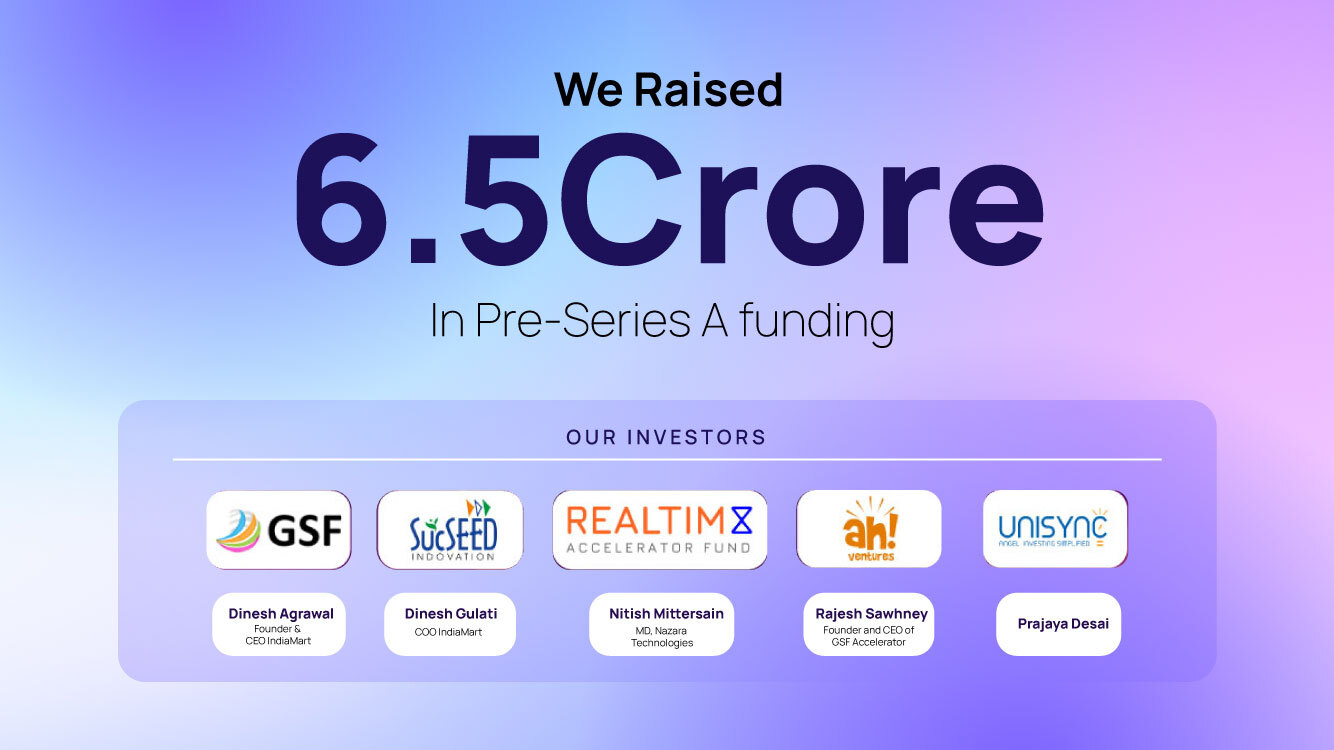 We Raised
6.5Crore
In Pre-Series A funding
OUR INVESTORS
GSF
SucSEED
INDOVATION
REALTIM
ACCELERATOR FUND
ah!
ventures
UNISYNC
ANGEL INVESTING SIMPLIFIED
Dinesh Agrawal
Founder &
CEO IndiaMart
Dinesh Gulati
COO IndiaMart
Nitish Mittersain
MD, Nazara
Technologies
Rajesh Sawhney
Founder and CEO of
GSF Accelerator
Prajaya Desai